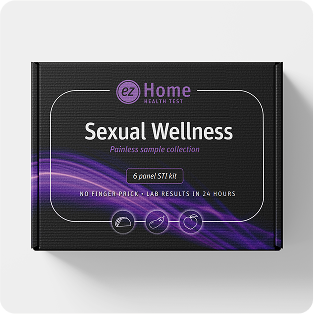 ez Home
HEALTH TEST
Sexual Wellness
Painless sample collection
6 panel STI kit
NO FINGER PRICK • LAB RESULTS IN 24 HOURS